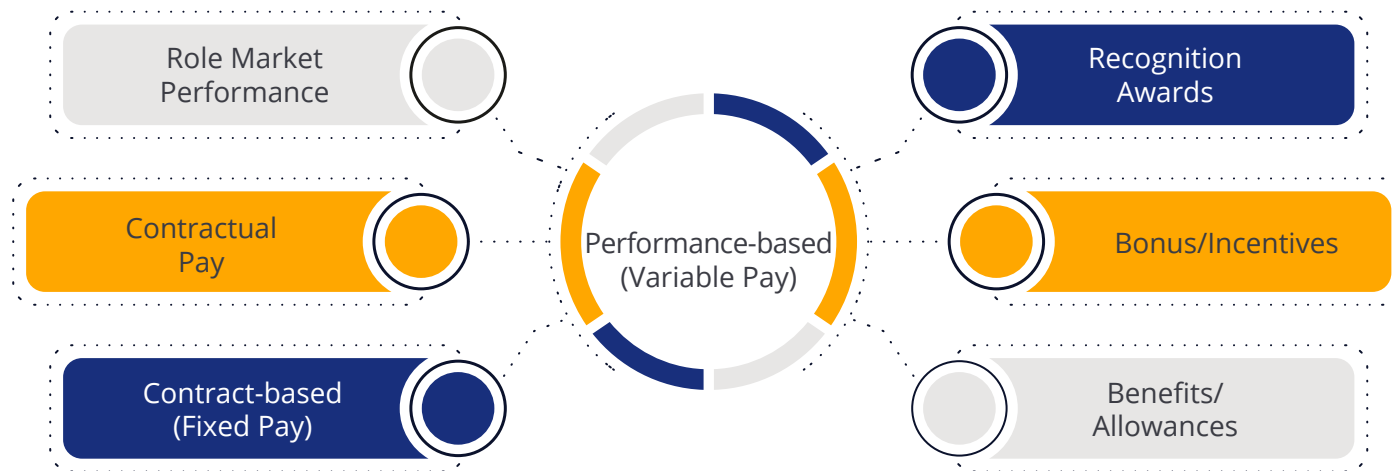 Role Market
Performance
Contractual
Pay
Contract-based
(Fixed Pay)
Performance-based
(Variable Pay)
Recognition
Awards
Bonus/Incentives
Benefits/
Allowances